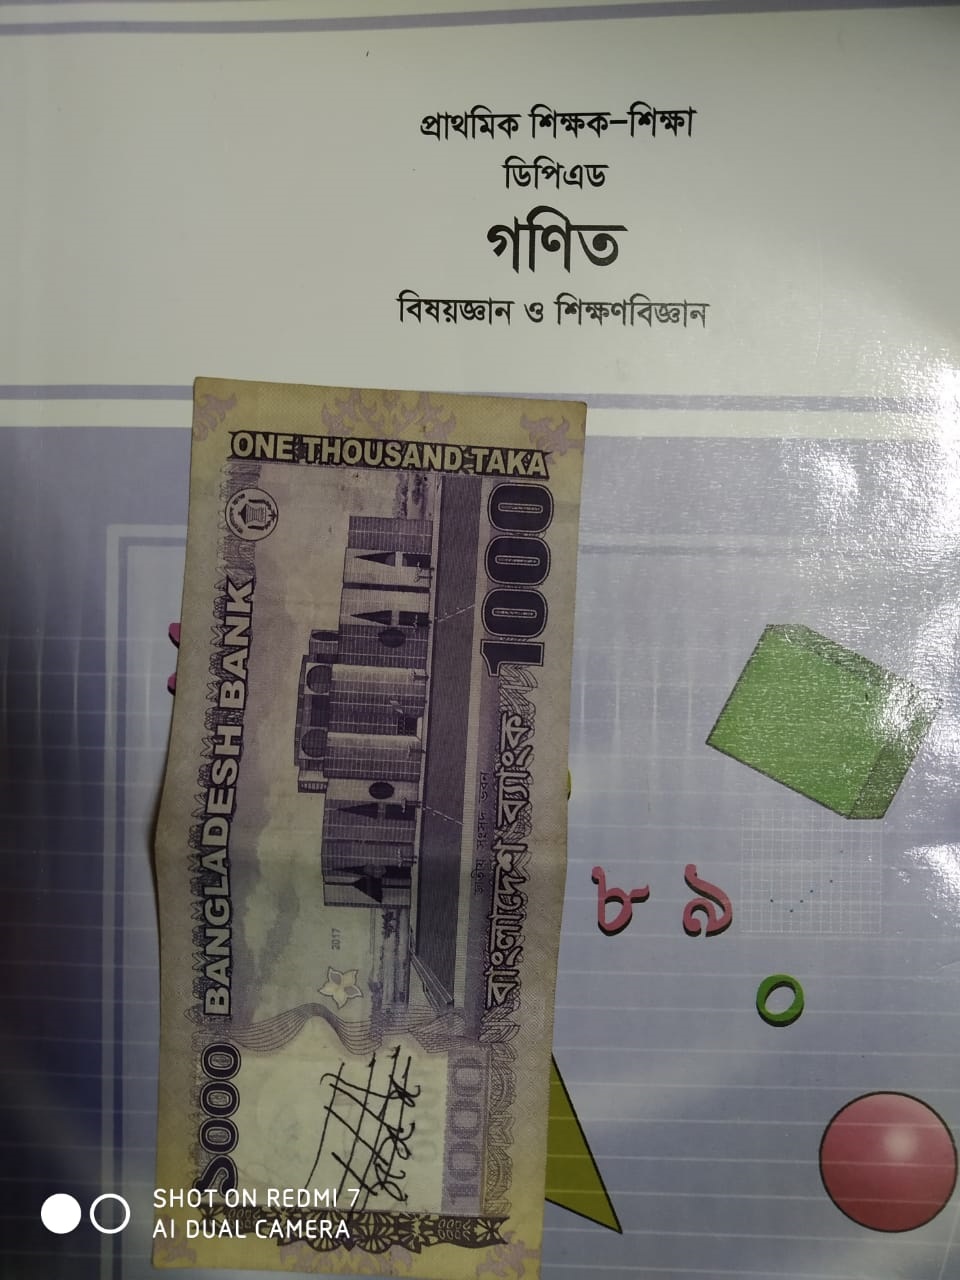 প্রাথমিক শিক্ষক-শিক্ষা
ডিপিএড
গণিত
বিষয়জ্ঞান ও শিক্ষণবিজ্ঞান
ONE THOUSAND TAKA
1000
BANGLADESH BANK
জাতীয় সংসদ ভবন
বাংলাদেশ ব্যাংক
2017
১০০০
1000
৮ ৯
০
SHOT ON REDMI 7
AI DUAL CAMERA